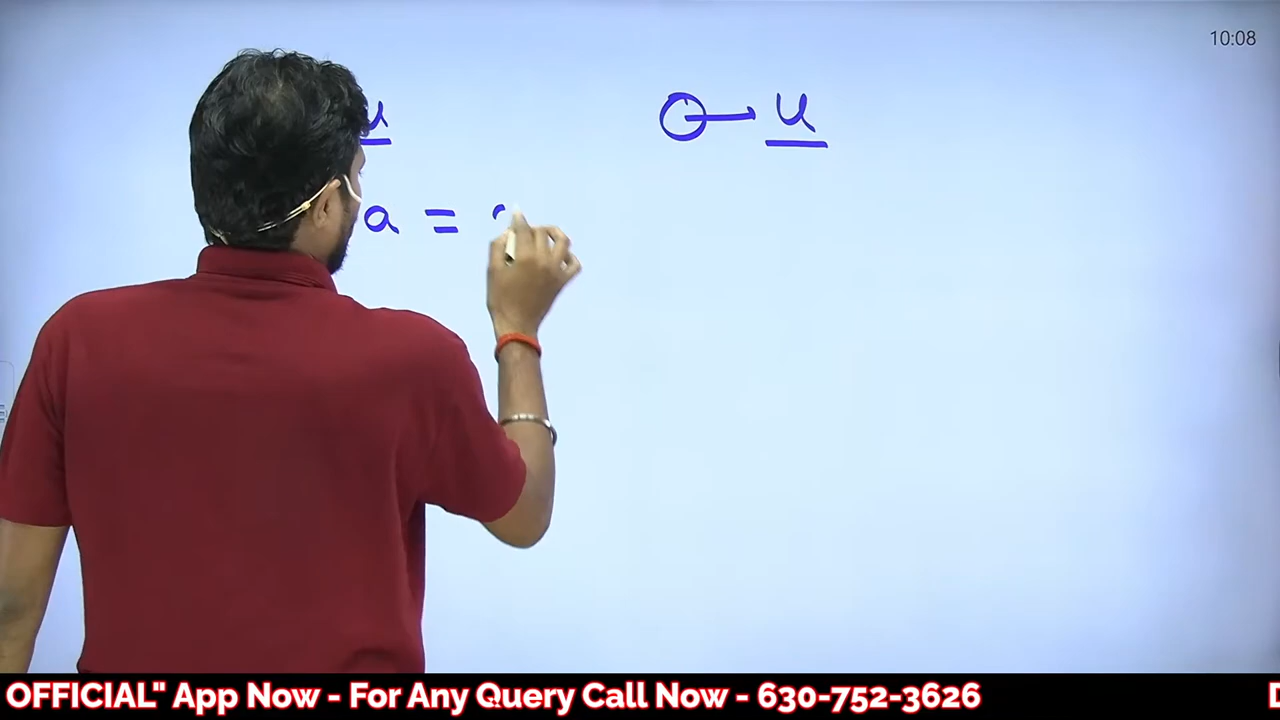 10:08
u u
a =
OFFICIAL" App Now - For Any Query Call Now - 630-752-3626